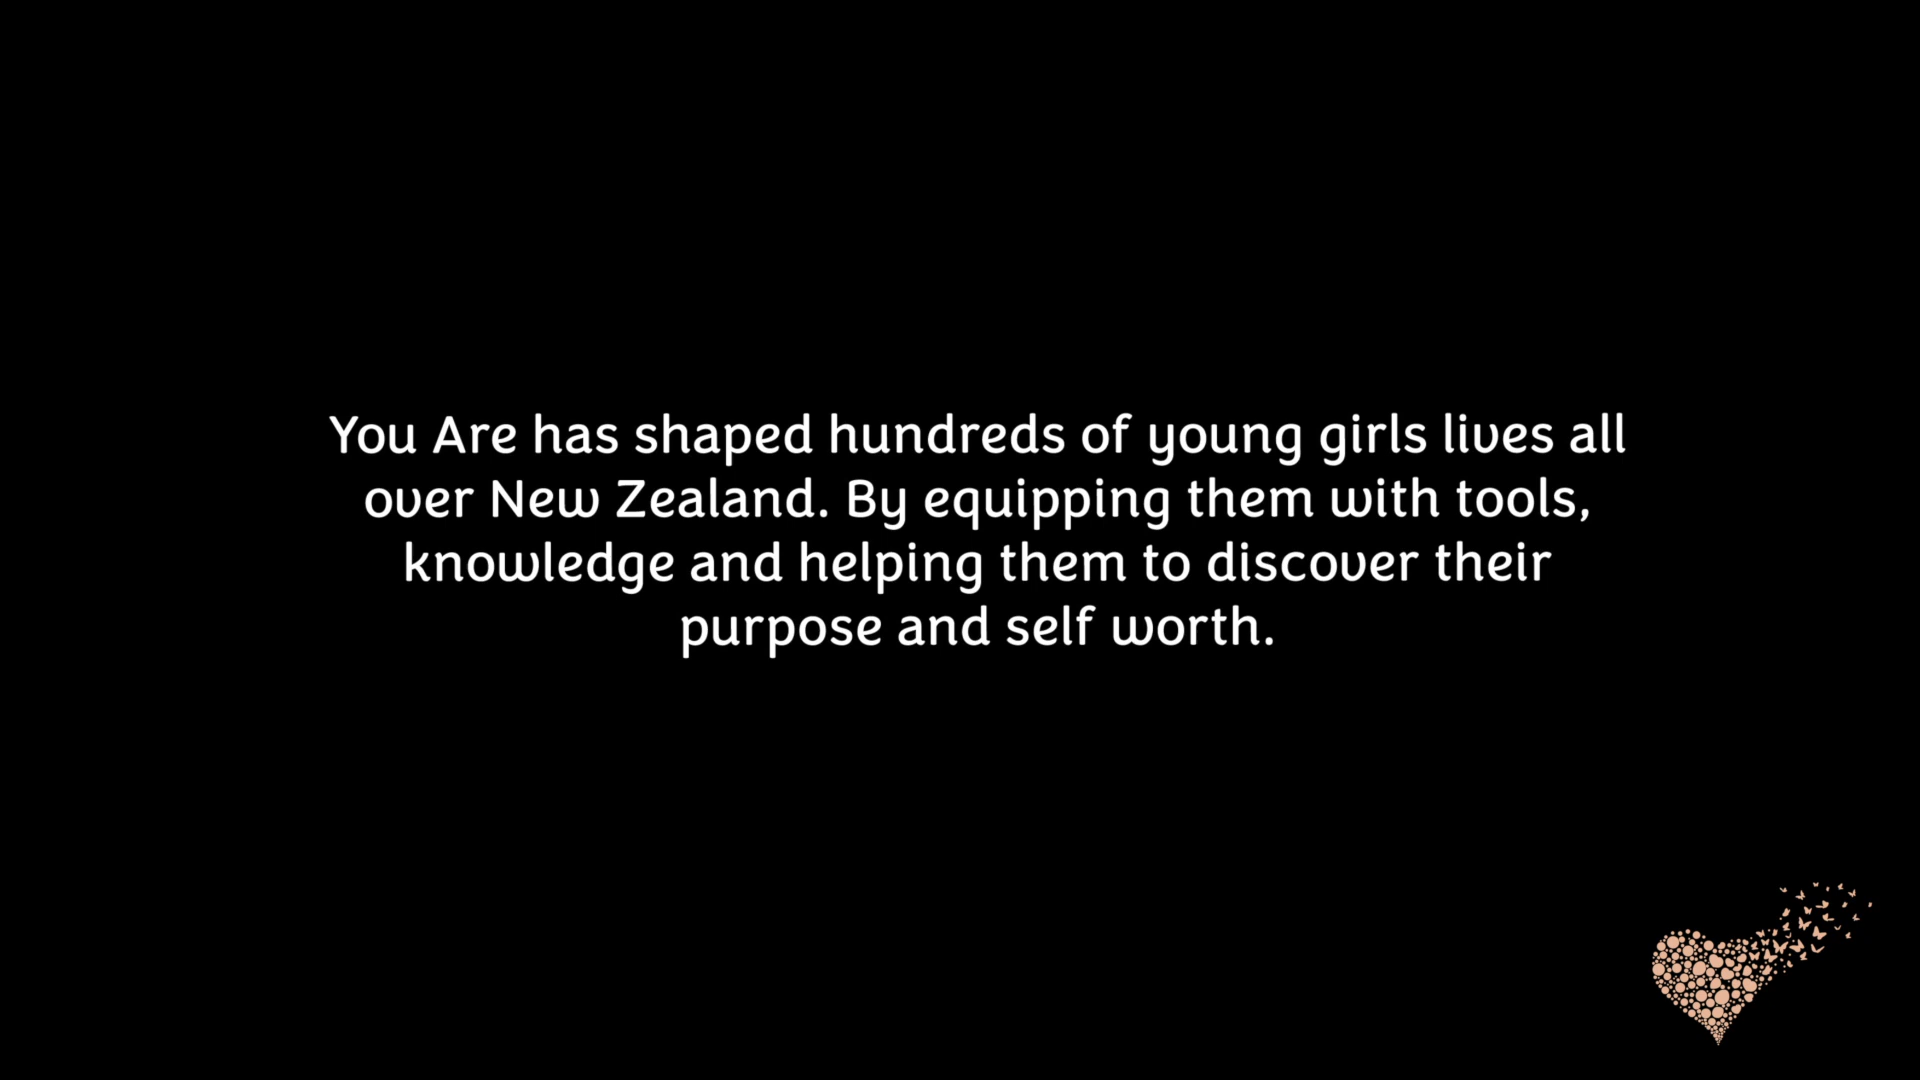 You Are has shaped hundreds of young girls lives all
over New Zealand. By equipping them with tools,
knowledge and helping them to discover their
purpose and self worth.